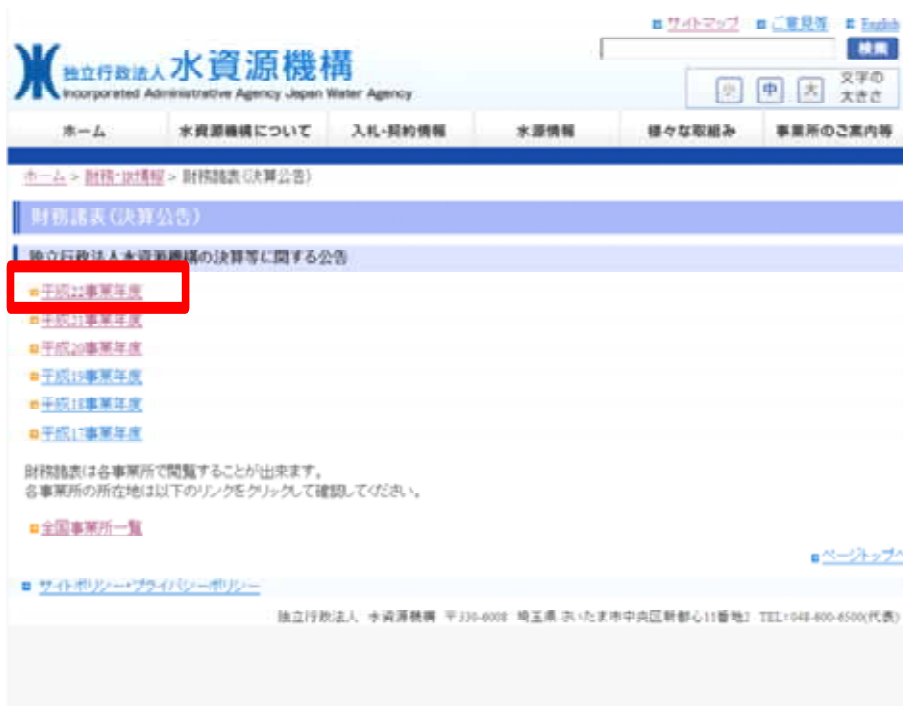 サイトマップ ご意見等 English
検索
独立行政法人水資源機構
Incorporated Administrative Agency Japan Water Agency
小 中 大 文字の大きさ
ホーム 水資源機構について 入札・契約情報 水源情報 様々な取組み 事業所のご案内等
ホーム > 財務・IR情報 > 財務諸表(決算公告)
財務諸表(決算公告)
独立行政法人水資源機構の決算等に関する公告
平成22事業年度
平成21事業年度
平成20事業年度
平成19事業年度
平成18事業年度
平成17事業年度
財務諸表は各事業所で閲覧することが出来ます。
各事業所の所在地は以下のリンクをクリックして確認してください。
全国事業所一覧
ページトップへ
サイトポリシー・プライバシーポリシー
独立行政法人 水資源機構 〒330-6008 埼玉県さいたま市中央区新都心11番地2 TEL:048-600-6500(代表)